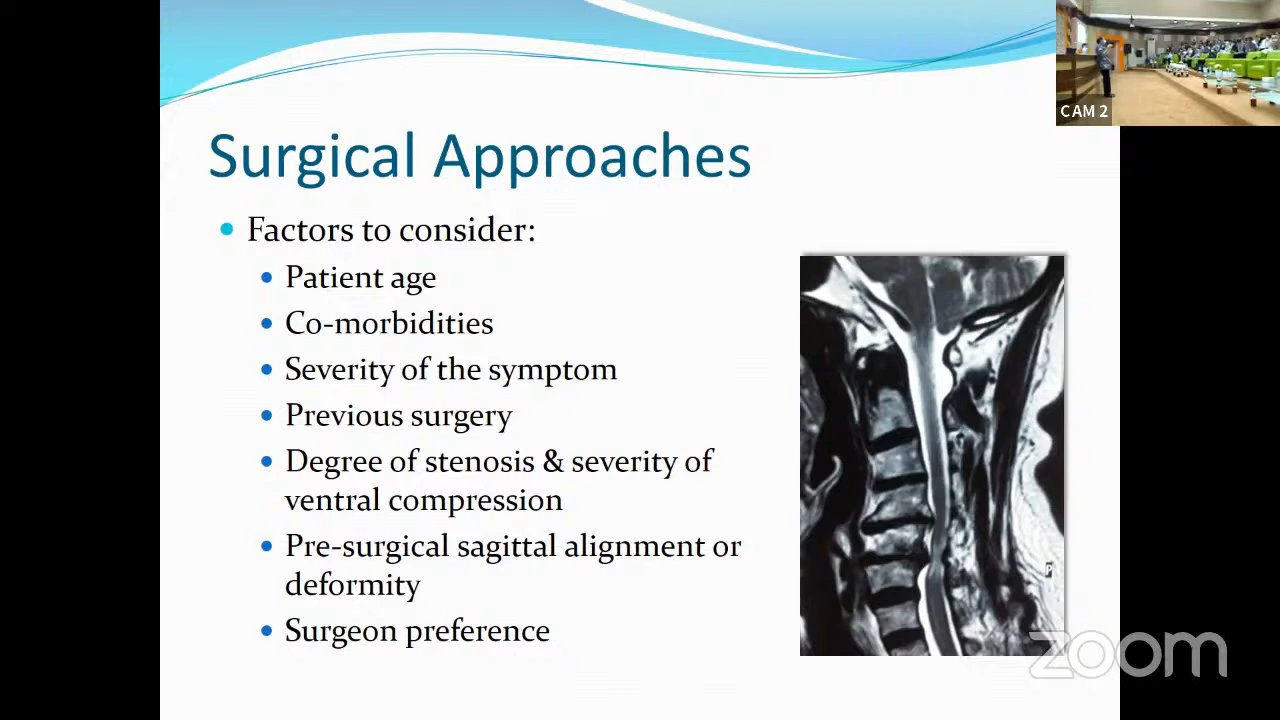 CAM 2
Surgical Approaches
• Factors to consider:
• Patient age
• Co-morbidities
• Severity of the symptom
• Previous surgery
• Degree of stenosis & severity of
ventral compression
• Pre-surgical sagittal alignment or
deformity
• Surgeon preference
P
zoom